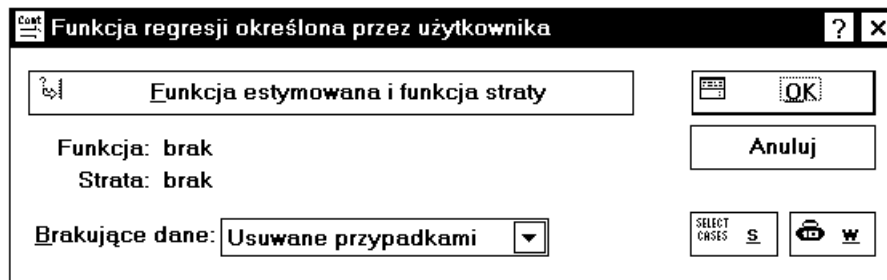 Cont
Funkcja regresji określona przez użytkownika
? X
Funkcja estymowana i funkcja straty
OK
Funkcja: brak
Anuluj
Strata: brak
Brakujące dane: Usuwane przypadkami
SELECT CASES S
W